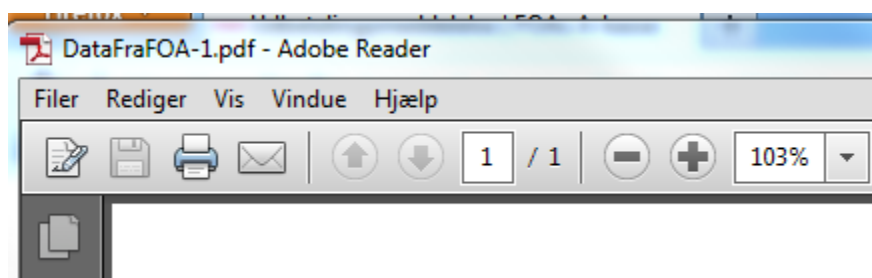 DataFraFOA-1.pdf - Adobe Reader
Filer Rediger Vis Vindue Hjælp
1 / 1 103%